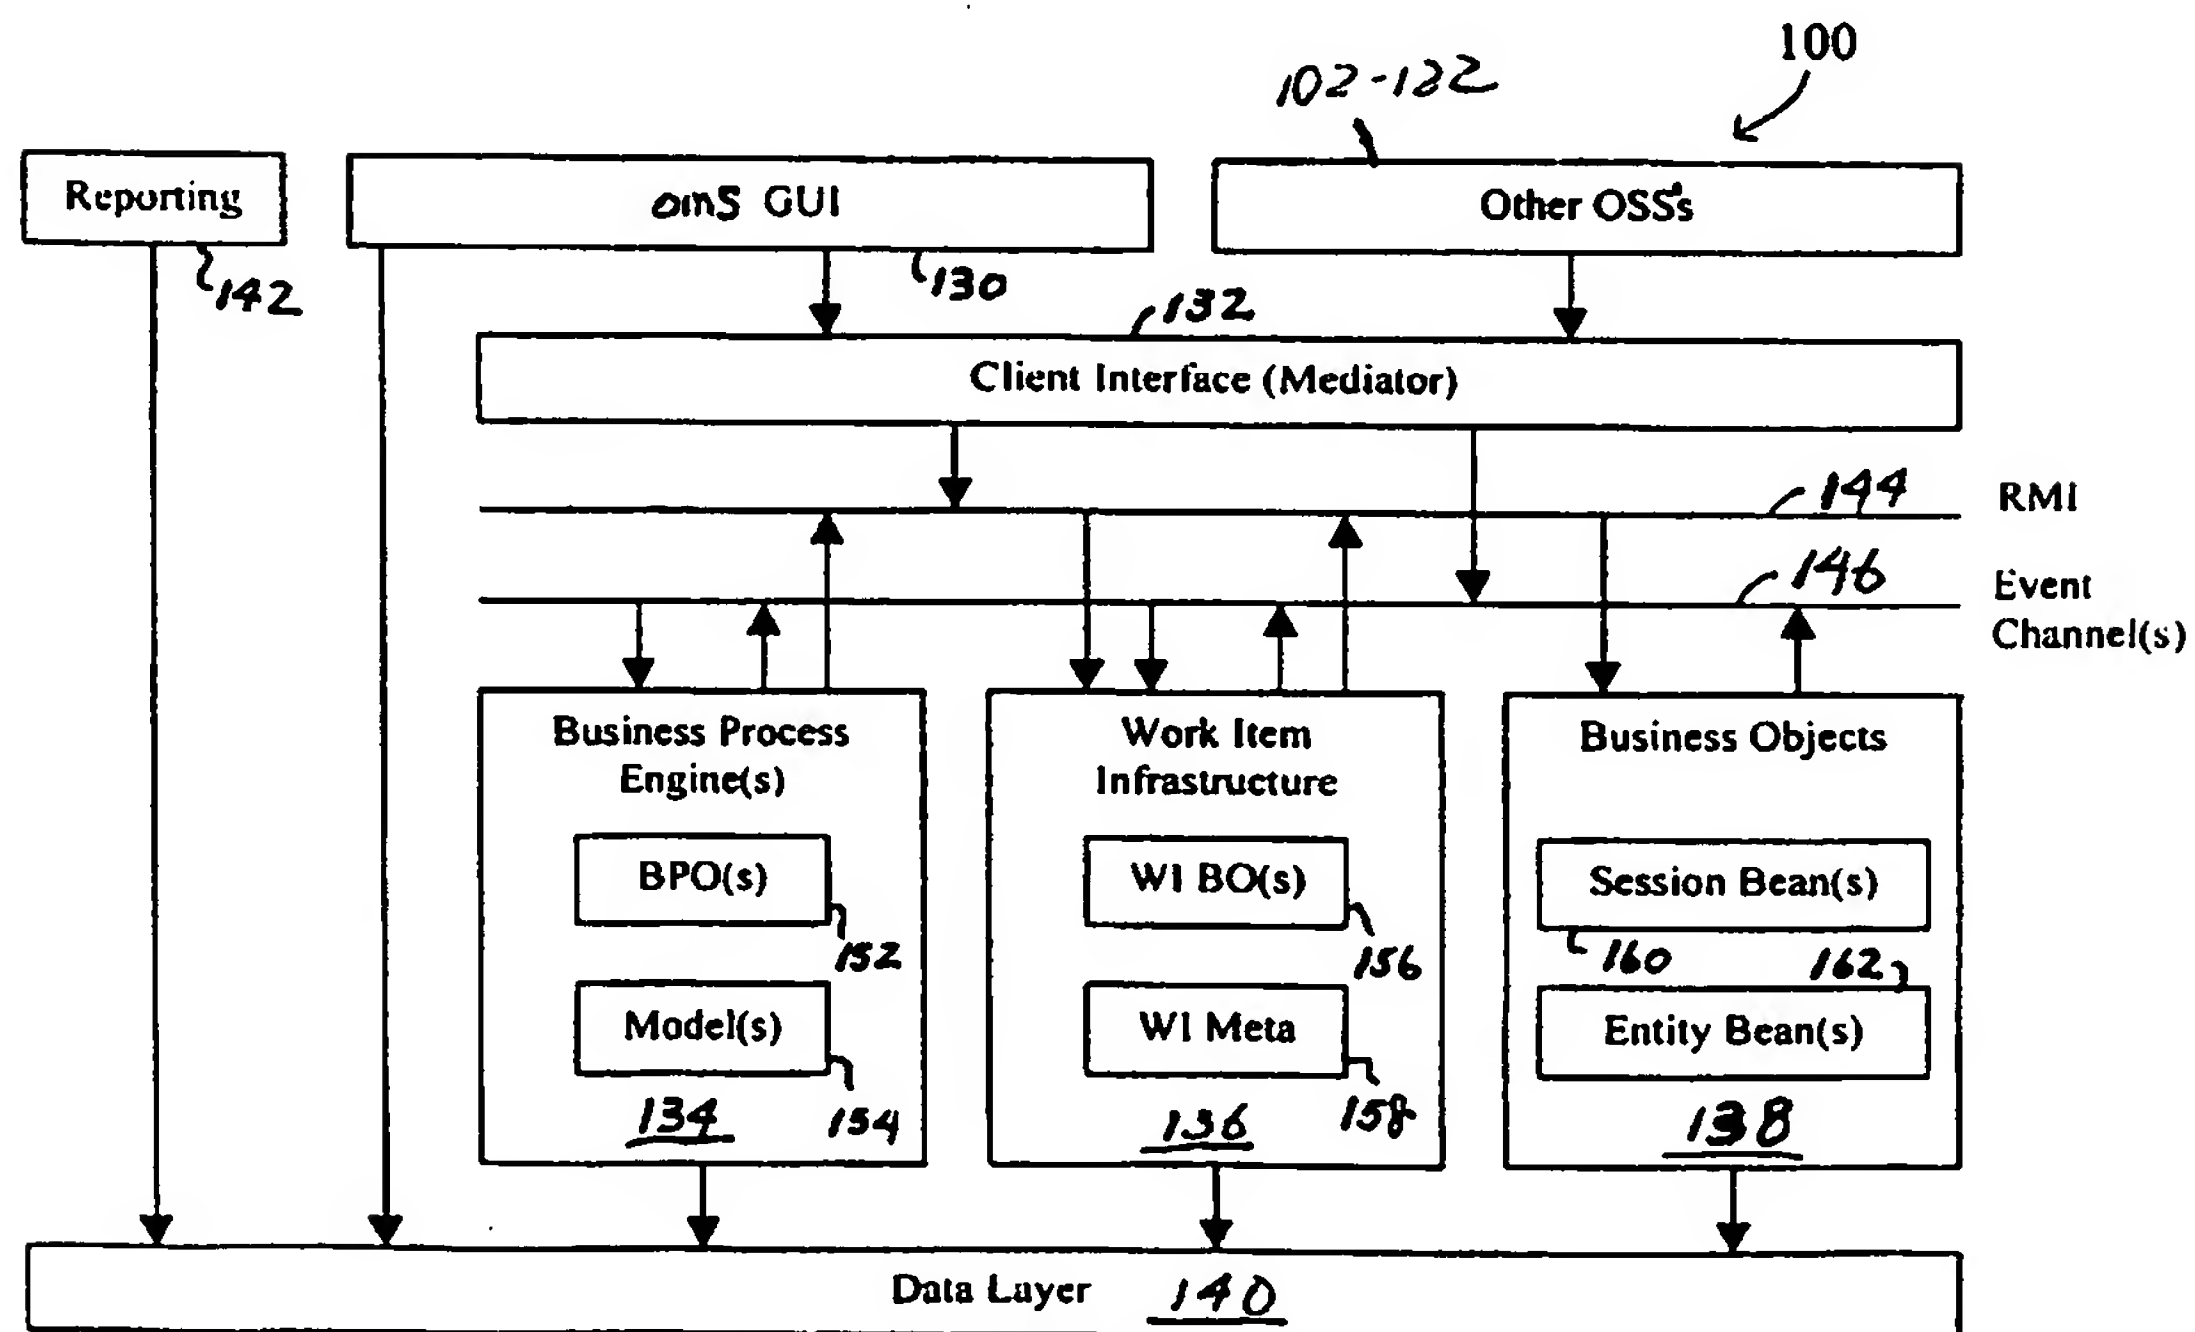 100
102-122
Reporting
OMS GUI
Other OSS's
142
130
132
Client Interface (Mediator)
144
RMI
146
Event
Channel(s)
Business Process
Engine(s)
Work Item
Infrastructure
Business Objects
BPO(s)
WI BO(s)
Session Bean(s)
152
156
160
162
Model(s)
WI Meta
Entity Bean(s)
134
154
136
158
138
Data Layer
140